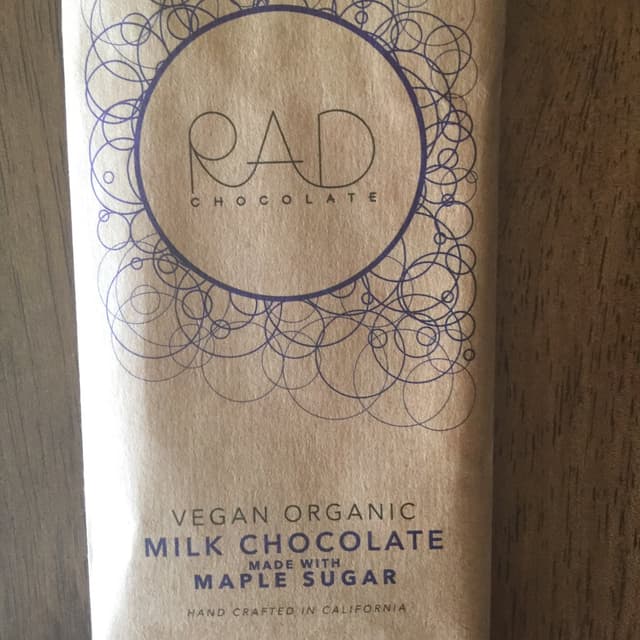 RAD
CHOCOLATE
VEGAN ORGANIC
MILK CHOCOLATE
MADE WITH
MAPLE SUGAR
HAND CRAFTED IN CALIFORNIA